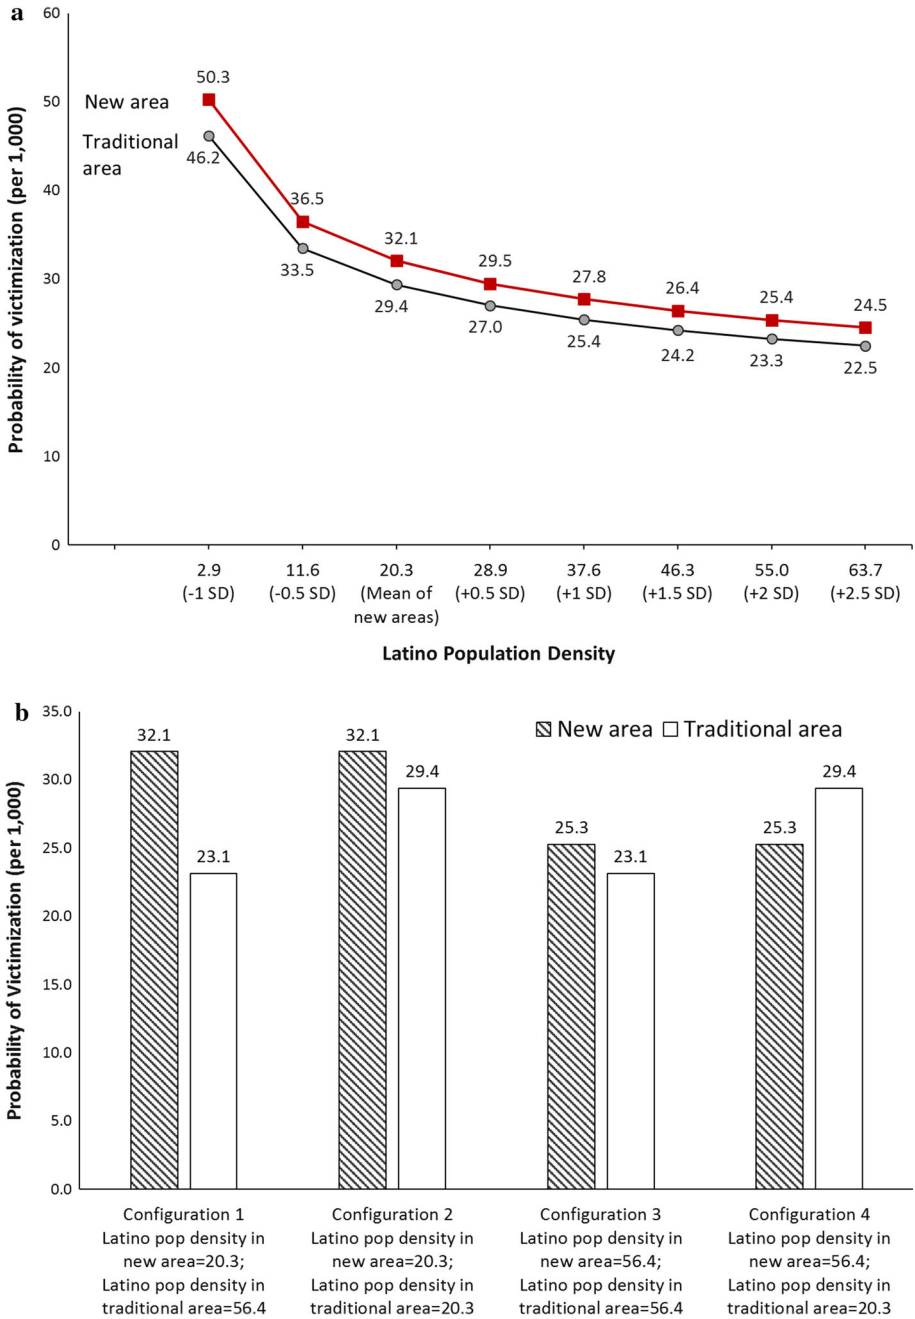 a
60
50
40
30
20
10
0
Probability of victimization (per 1,000)
New area
Traditional
area
50.3
36.5
32.1
29.5
27.8
26.4
25.4
24.5
46.2
33.5
29.4
27.0
25.4
24.2
23.3
22.5
2.9
(-1 SD)
11.6
(-0.5 SD)
20.3
(Mean of
new areas)
28.9
(+0.5 SD)
37.6
(+1 SD)
46.3
(+1.5 SD)
55.0
(+2 SD)
63.7
(+2.5 SD)
Latino Population Density
b
35.0
30.0
25.0
20.0
15.0
10.0
5.0
0.0
Probability of Victimization (per 1,000)
New area
Traditional area
32.1
23.1
32.1
29.4
25.3
23.1
25.3
29.4
Configuration 1
Latino pop density in
new area=20.3;
Latino pop density in
traditional area=56.4
Configuration 2
Latino pop density in
new area=20.3;
Latino pop density in
traditional area=20.3
Configuration 3
Latino pop density in
new area=56.4;
Latino pop density in
traditional area=56.4
Configuration 4
Latino pop density in
new area=56.4;
Latino pop density in
traditional area=20.3